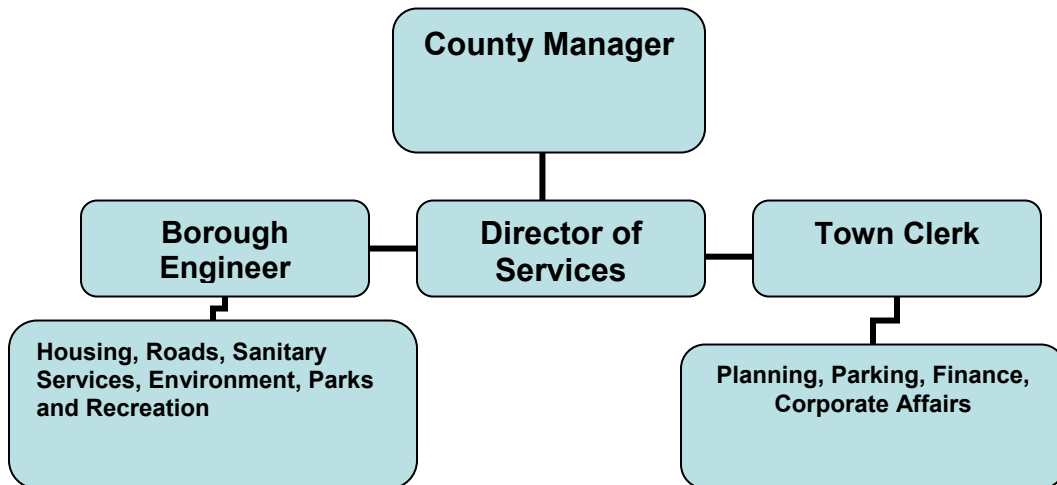 County Manager
Borough
Engineer
Director of
Services
Town Clerk
Housing, Roads, Sanitary
Services, Environment, Parks
and Recreation
Planning, Parking, Finance,
Corporate Affairs